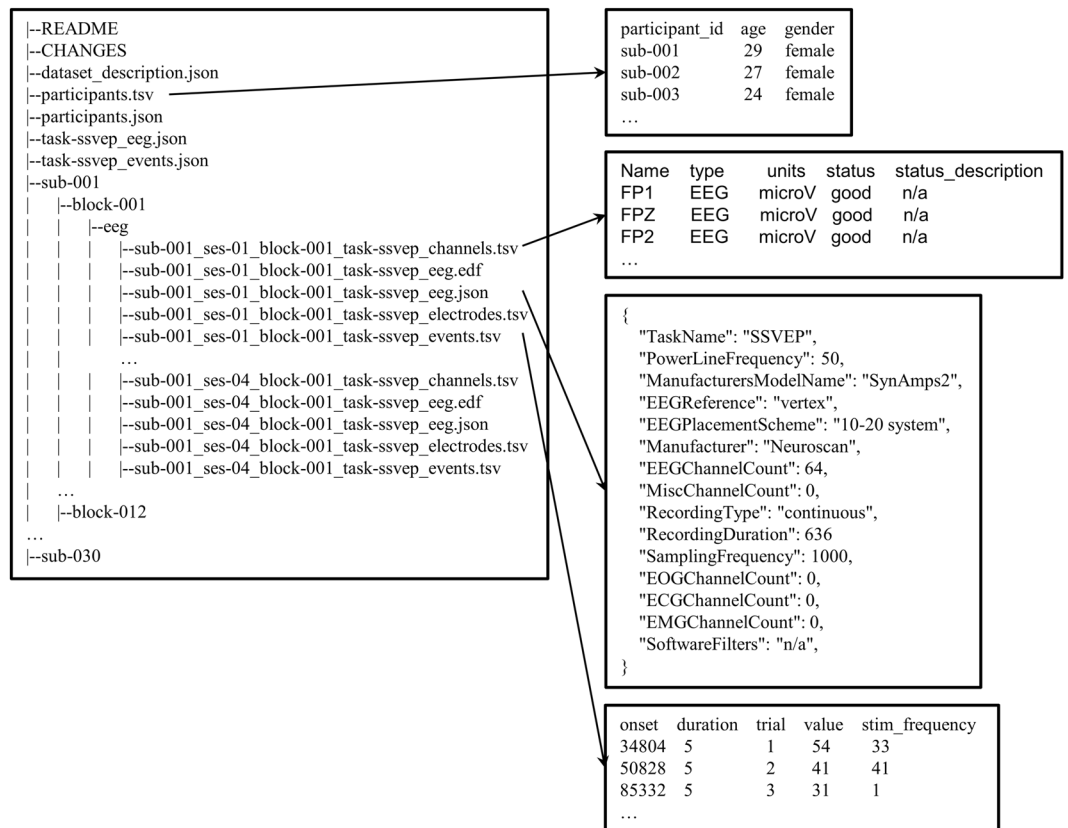 |--README
|--CHANGES
|--dataset_description.json
|--participants.tsv
|--participants.json
|--task-ssvep_eeg.json
|--task-ssvep_events.json
|--sub-001
| |--block-001
| | |--eeg
| | | |--sub-001_ses-01_block-001_task-ssvep_channels.tsv
| | | |--sub-001_ses-01_block-001_task-ssvep_eeg.edf
| | | |--sub-001_ses-01_block-001_task-ssvep_eeg.json
| | | |--sub-001_ses-01_block-001_task-ssvep_electrodes.tsv
| | | |--sub-001_ses-01_block-001_task-ssvep_events.tsv
| | …
| | | |--sub-001_ses-04_block-001_task-ssvep_channels.tsv
| | | |--sub-001_ses-04_block-001_task-ssvep_eeg.edf
| | | |--sub-001_ses-04_block-001_task-ssvep_eeg.json
| | | |--sub-001_ses-04_block-001_task-ssvep_electrodes.tsv
| | | |--sub-001_ses-04_block-001_task-ssvep_events.tsv
| …
| |--block-012
…
|--sub-030
participant_id age gender
sub-001 29 female
sub-002 27 female
sub-003 24 female
…
Name type units status status_description
FP1 EEG microV good n/a
FPZ EEG microV good n/a
FP2 EEG microV good n/a
…
{
"TaskName": "SSVEP",
"PowerLineFrequency": 50,
"ManufacturersModelName": "SynAmps2",
"EEGReference": "vertex",
"EEGPlacementScheme": "10-20 system",
"Manufacturer": "Neuroscan",
"EEGChannelCount": 64,
"MiscChannelCount": 0,
"RecordingType": "continuous",
"RecordingDuration": 636
"SamplingFrequency": 1000,
"EOGChannelCount": 0,
"ECGChannelCount": 0,
"EMGChannelCount": 0,
"SoftwareFilters": "n/a",
}
onset duration trial value stim_frequency
34804 5 1 54 33
50828 5 2 41 41
85332 5 3 31 1
…